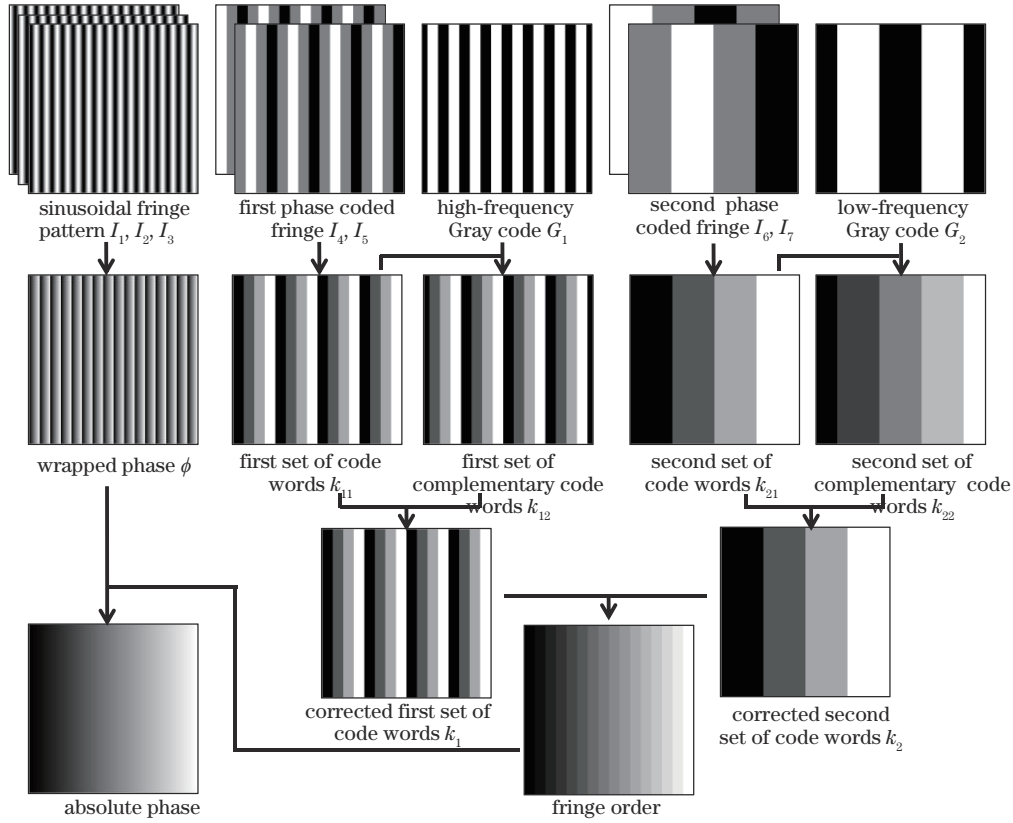 sinusoidal fringe
pattern I₁, I₂, I₃
first phase coded
fringe I₄, I₅
high-frequency
Gray code G₁
second phase
coded fringe I₆, I₇
low-frequency
Gray code G₂
wrapped phase ϕ
first set of code
words k₁₁
first set of
complementary code
words k₁₂
second set of
code words k₂₁
second set of
complementary code
words k₂₂
corrected first set of
code words k₁
corrected second
set of code words k₂
absolute phase
fringe order